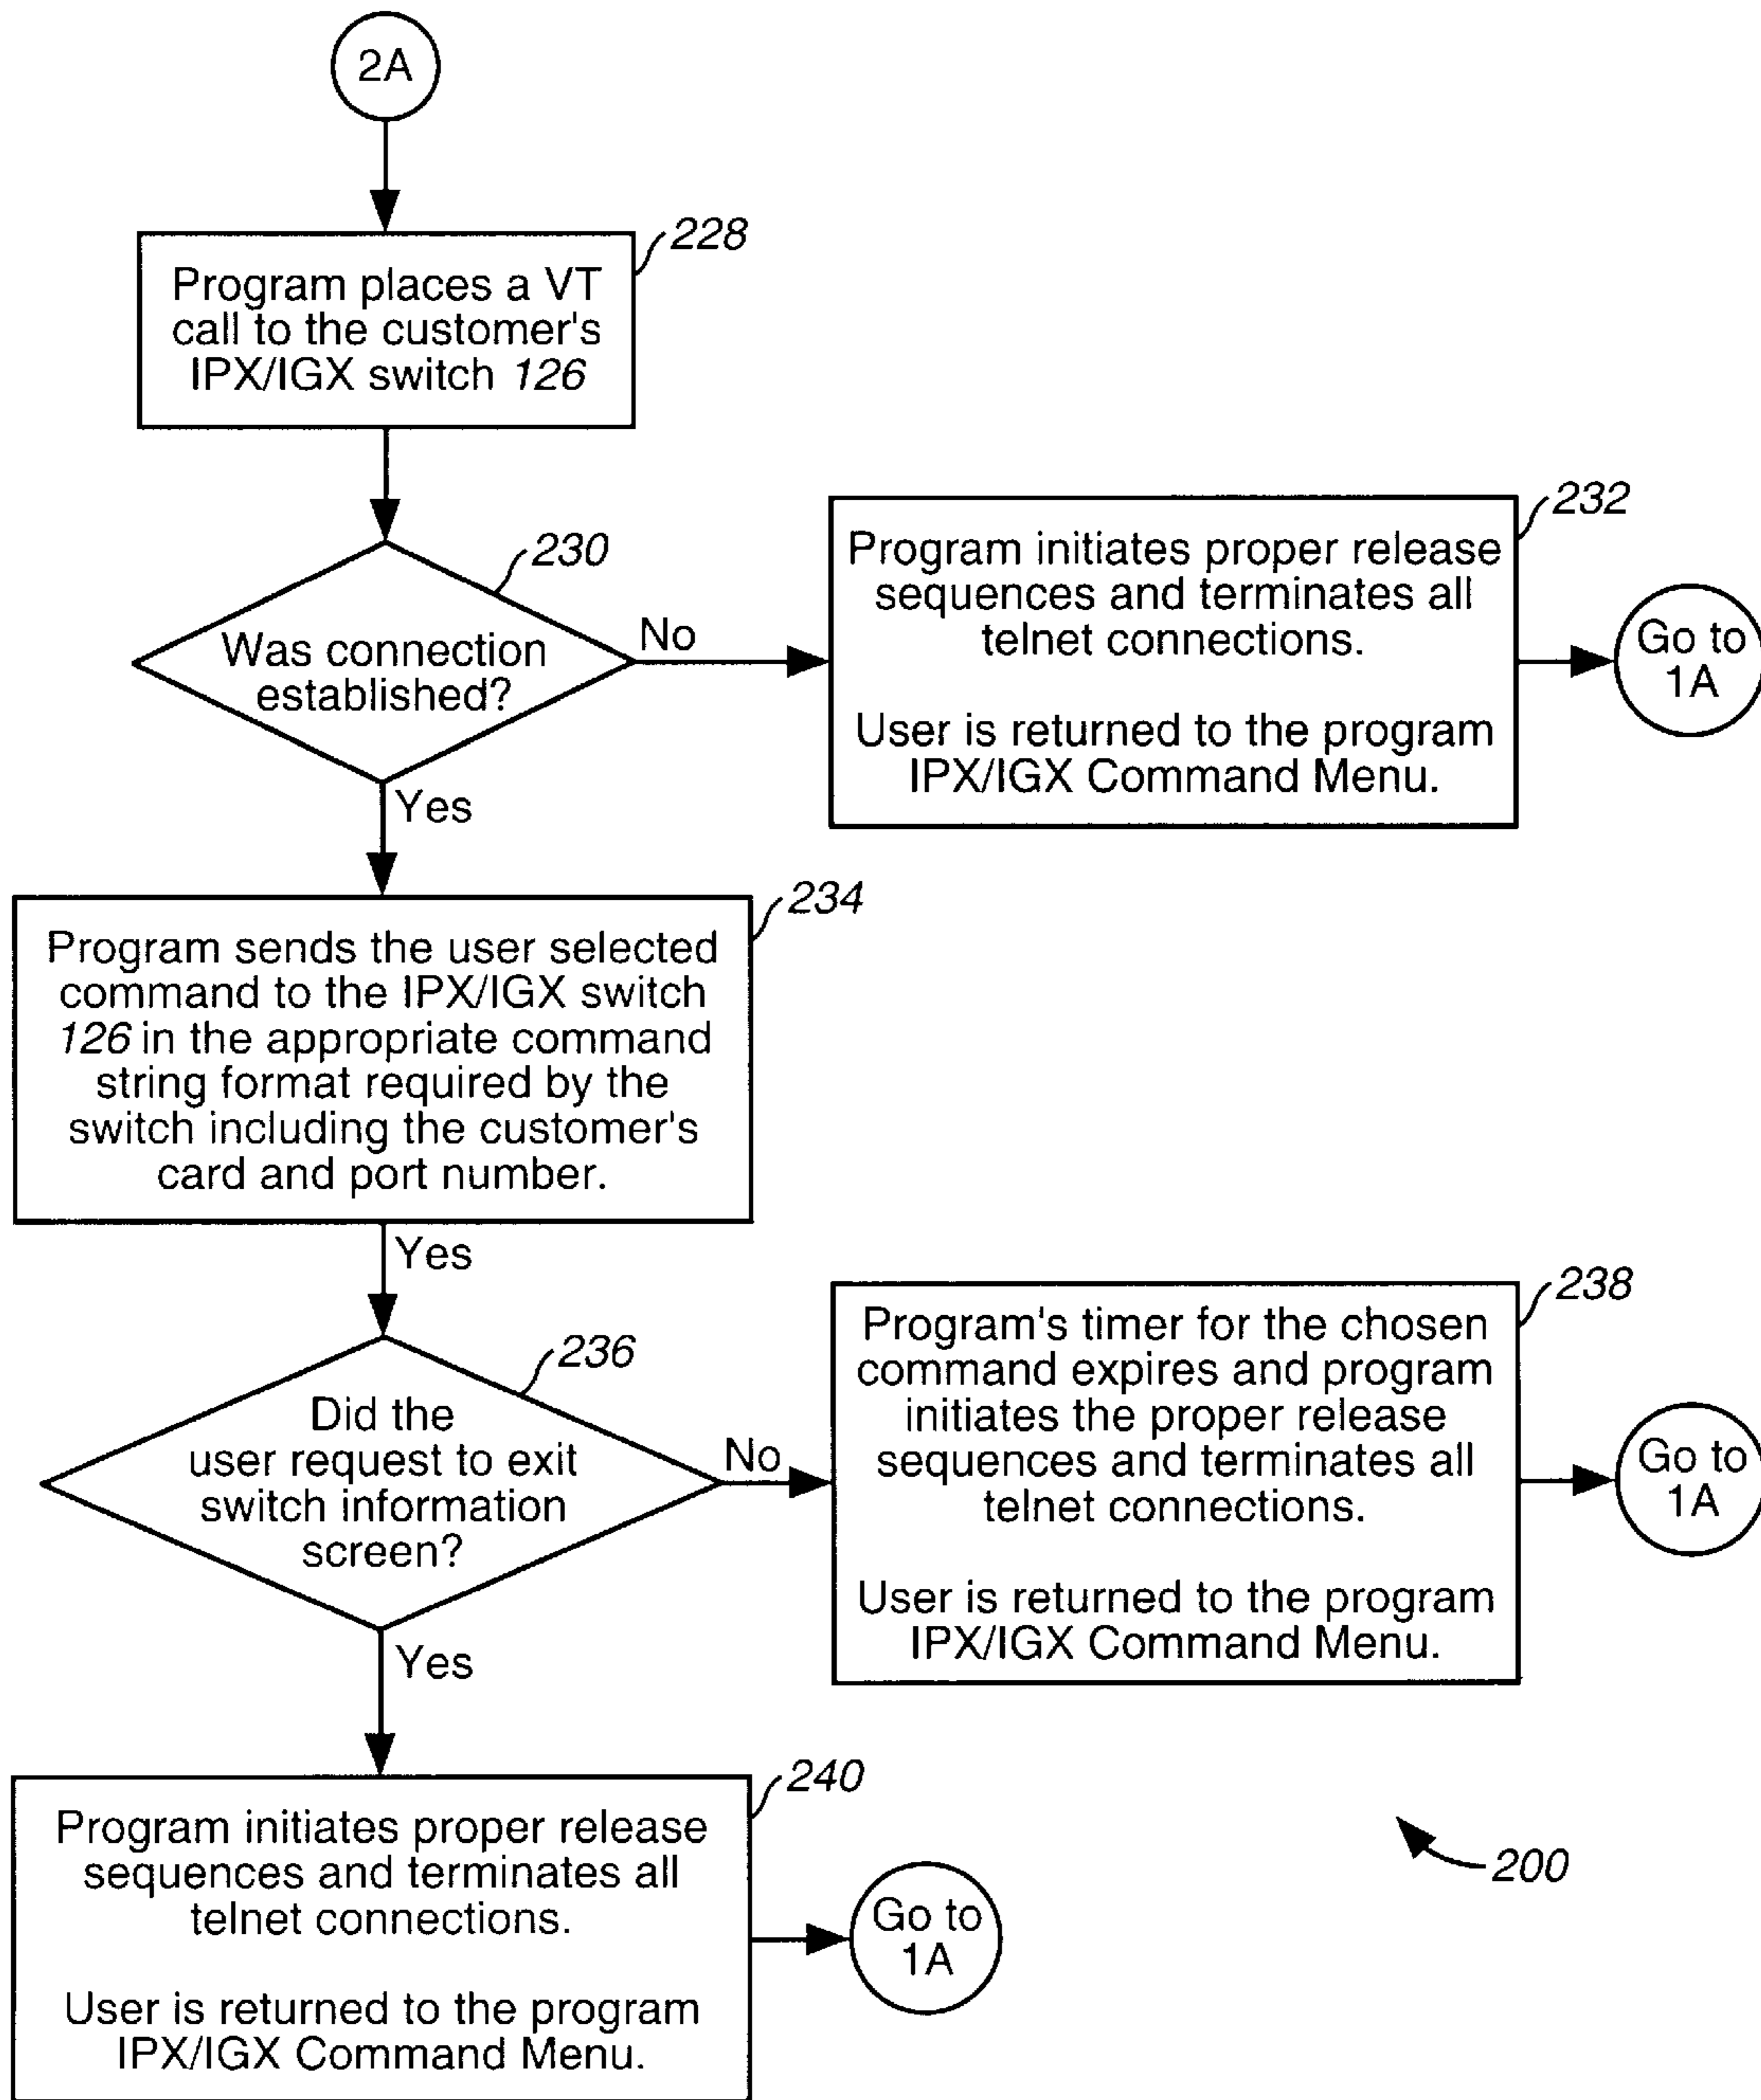 2A
228
Program places a VT
call to the customer's
IPX/IGX switch 126
230
Was connection
established?
No
232
Program initiates proper release
sequences and terminates all
telnet connections.
User is returned to the program
IPX/IGX Command Menu.
Go to
1A
Yes
234
Program sends the user selected
command to the IPX/IGX switch
126 in the appropriate command
string format required by the
switch including the customer's
card and port number.
Yes
236
Did the
user request to exit
switch information
screen?
No
238
Program's timer for the chosen
command expires and program
initiates the proper release
sequences and terminates all
telnet connections.
User is returned to the program
IPX/IGX Command Menu.
Go to
1A
Yes
240
Program initiates proper release
sequences and terminates all
telnet connections.
User is returned to the program
IPX/IGX Command Menu.
Go to
1A
200